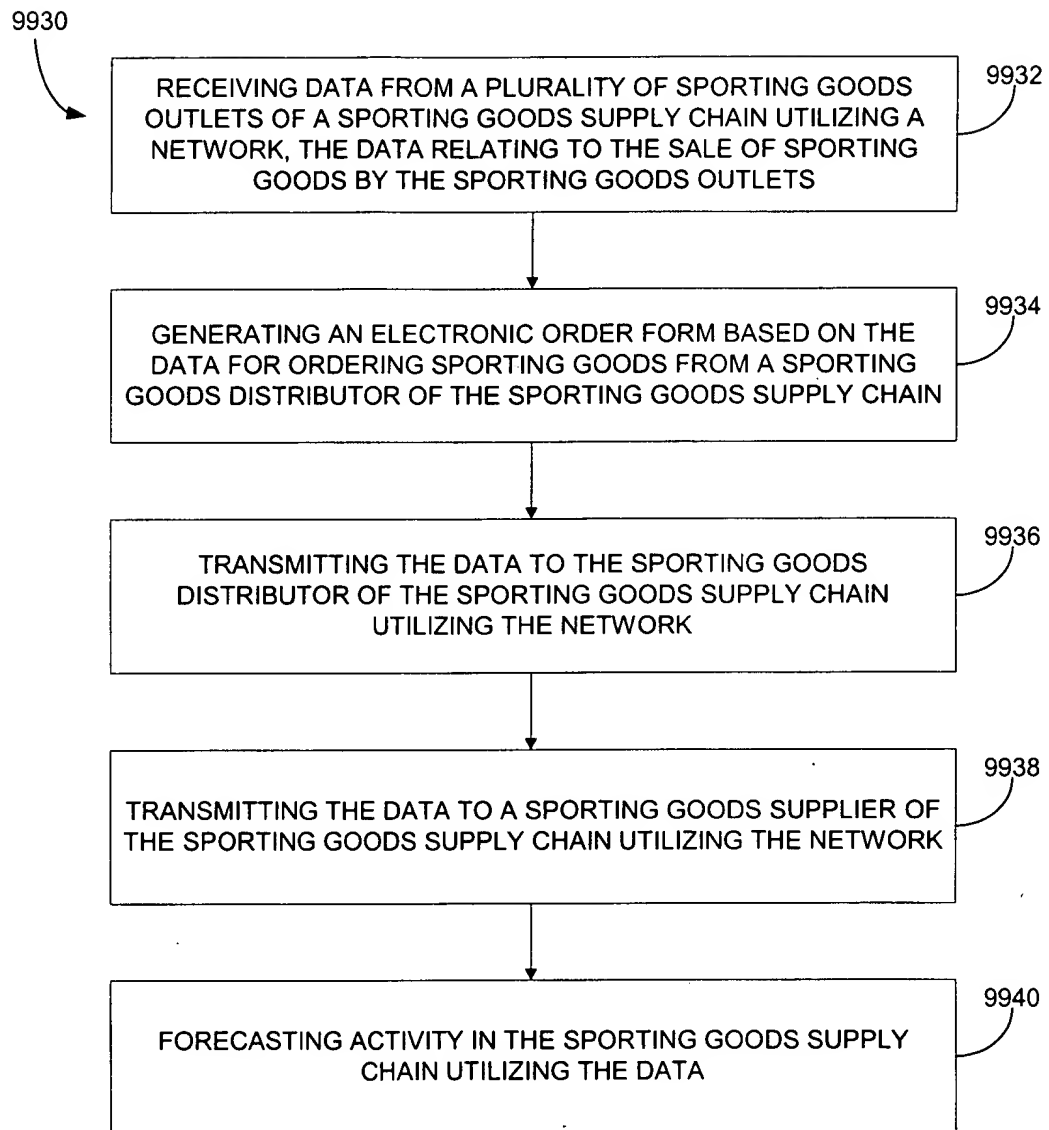 9930
9932
RECEIVING DATA FROM A PLURALITY OF SPORTING GOODS
OUTLETS OF A SPORTING GOODS SUPPLY CHAIN UTILIZING A
NETWORK, THE DATA RELATING TO THE SALE OF SPORTING
GOODS BY THE SPORTING GOODS OUTLETS
9934
GENERATING AN ELECTRONIC ORDER FORM BASED ON THE
DATA FOR ORDERING SPORTING GOODS FROM A SPORTING
GOODS DISTRIBUTOR OF THE SPORTING GOODS SUPPLY CHAIN
9936
TRANSMITTING THE DATA TO THE SPORTING GOODS
DISTRIBUTOR OF THE SPORTING GOODS SUPPLY CHAIN
UTILIZING THE NETWORK
9938
TRANSMITTING THE DATA TO A SPORTING GOODS SUPPLIER OF
THE SPORTING GOODS SUPPLY CHAIN UTILIZING THE NETWORK
9940
FORECASTING ACTIVITY IN THE SPORTING GOODS SUPPLY
CHAIN UTILIZING THE DATA